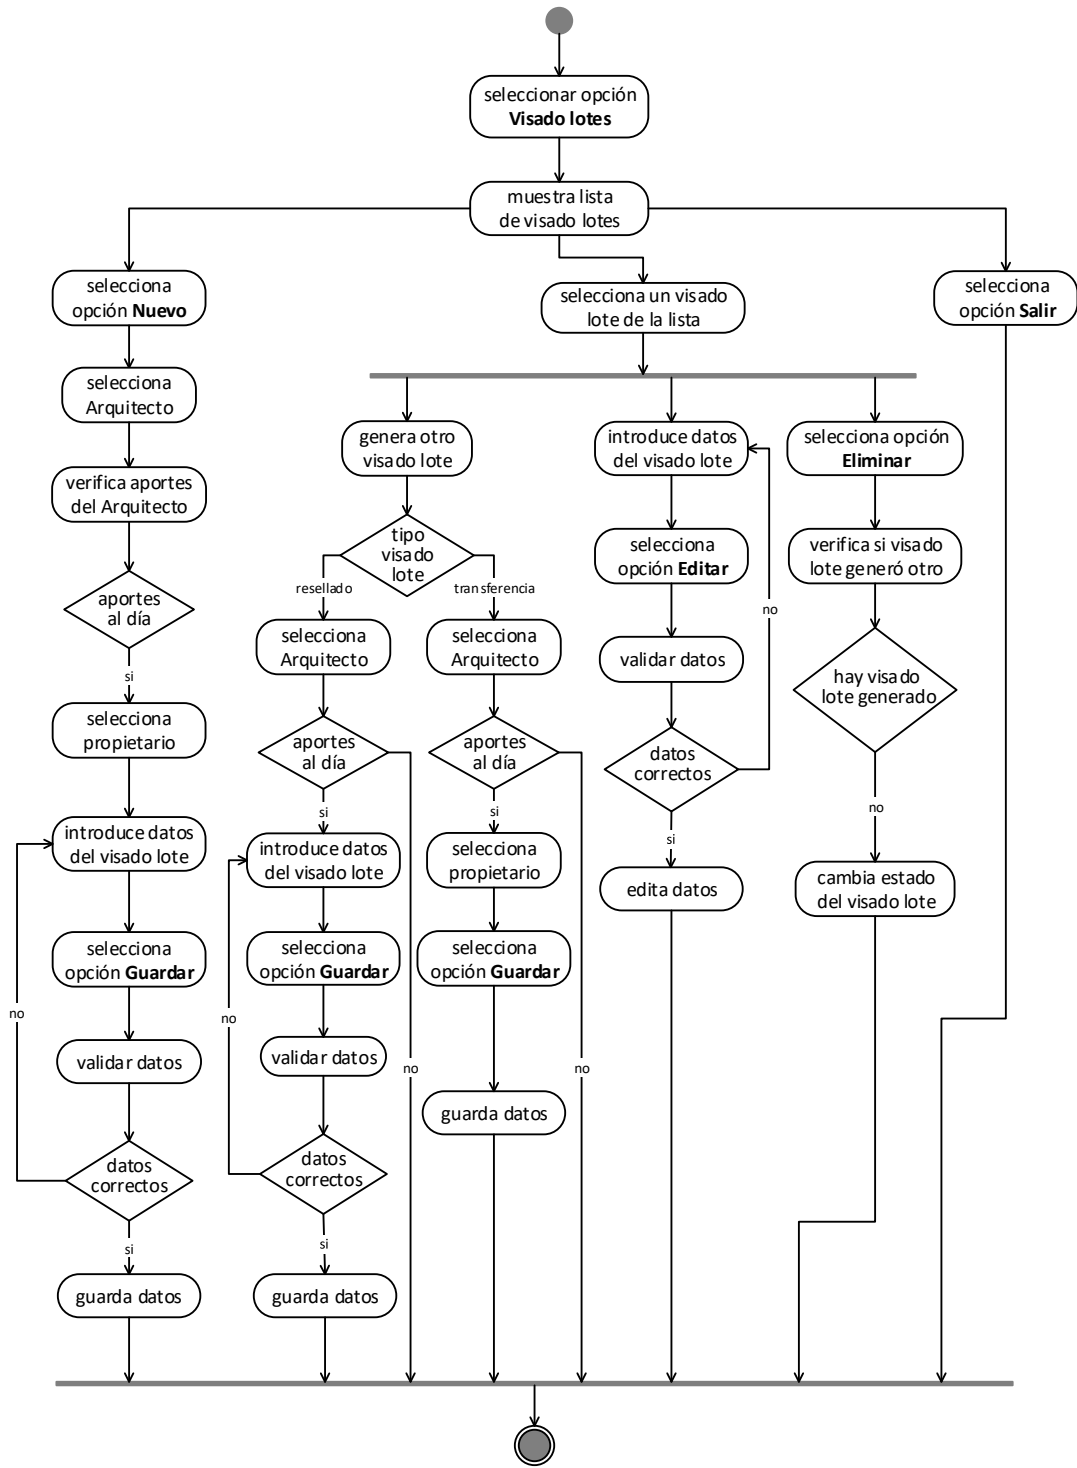 seleccionar opción
Visado lotes
muestra lista
de visado lotes
selecciona
opción Nuevo
selecciona un visado
lote de la lista
selecciona
opción Salir
selecciona
Arquitecto
verifica aportes
del Arquitecto
aportes
al día
si
selecciona
propietario
introduce datos
del visado lote
selecciona
opción Guardar
no
validar datos
datos
correctos
si
guarda datos
genera otro
visado lote
tipo
visado
lote
resellado
transferencia
selecciona
Arquitecto
aportes
al día
si
introduce datos
del visado lote
selecciona
opción Guardar
no
validar datos
no
datos
correctos
si
guarda datos
selecciona
Arquitecto
aportes
al día
si
selecciona
propietario
selecciona
opción Guardar
no
guarda datos
introduce datos
del visado lote
selecciona
opción Editar
no
validar datos
datos
correctos
si
edita datos
selecciona opción
Eliminar
verifica si visado
lote generó otro
hay visado
lote generado
no
cambia estado
del visado lote